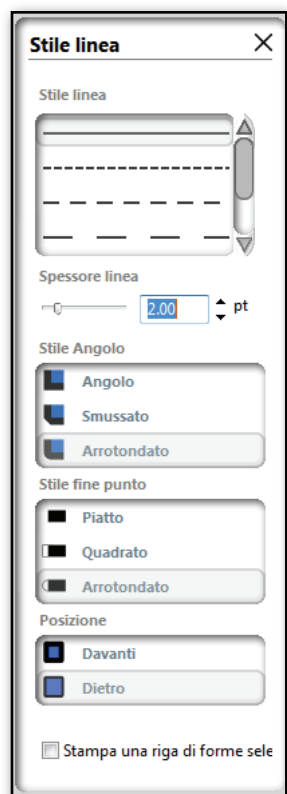 Stile linea
Stile linea
Spessore linea
2.00 pt
Stile Angolo
Angolo
Smussato
Arrotondato
Stile fine punto
Piatto
Quadrato
Arrotondato
Posizione
Davanti
Dietro
Stampa una riga di forme sele